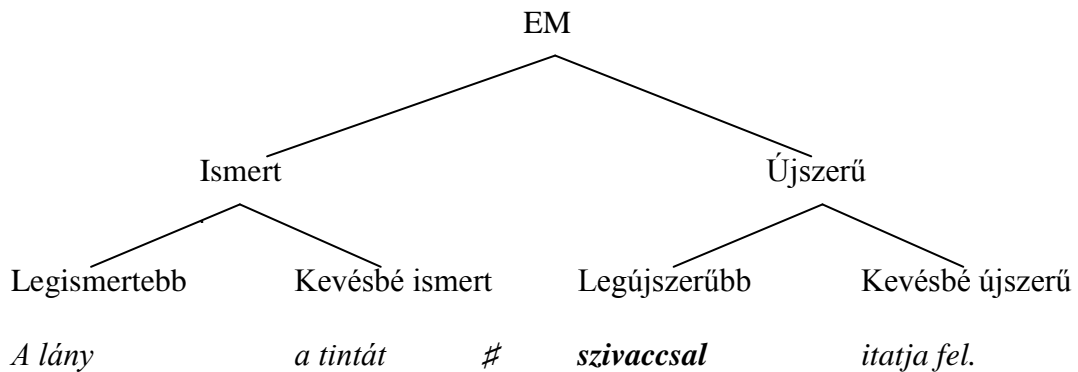 EM
Ismert Újszerű
Legismertebb Kevésbé ismert Legújszerűbb Kevésbé újszerű
A lány a tintát # szivaccsal itatja fel.